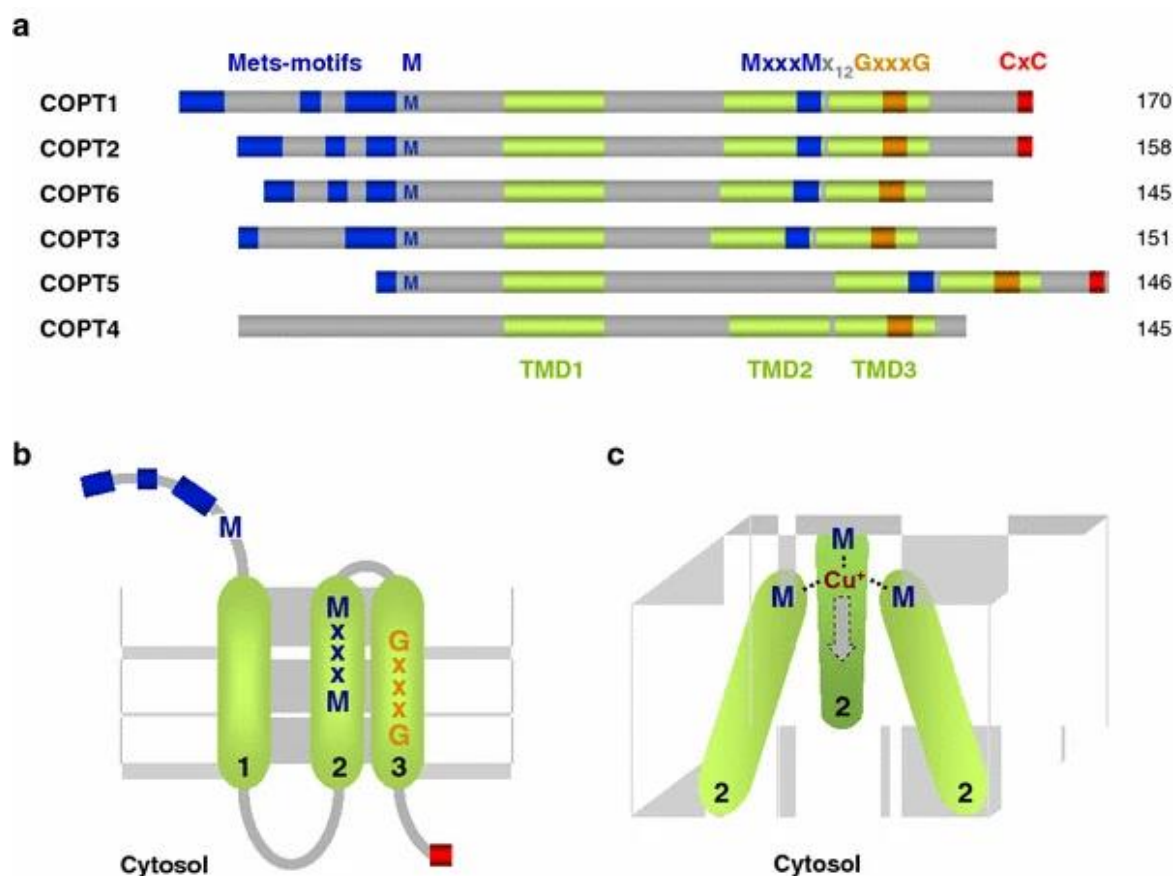 a
Mets-motifs M MxxxMx12GxxxG CxC
COPT1 M 170
COPT2 M 158
COPT6 M 145
COPT3 M 151
COPT5 M 146
COPT4 145
TMD1 TMD2 TMD3
b
M
M
x
x
x
M
G
x
x
x
G
1 2 3
Cytosol
c
M
Cu+
M M
2
2 2
Cytosol